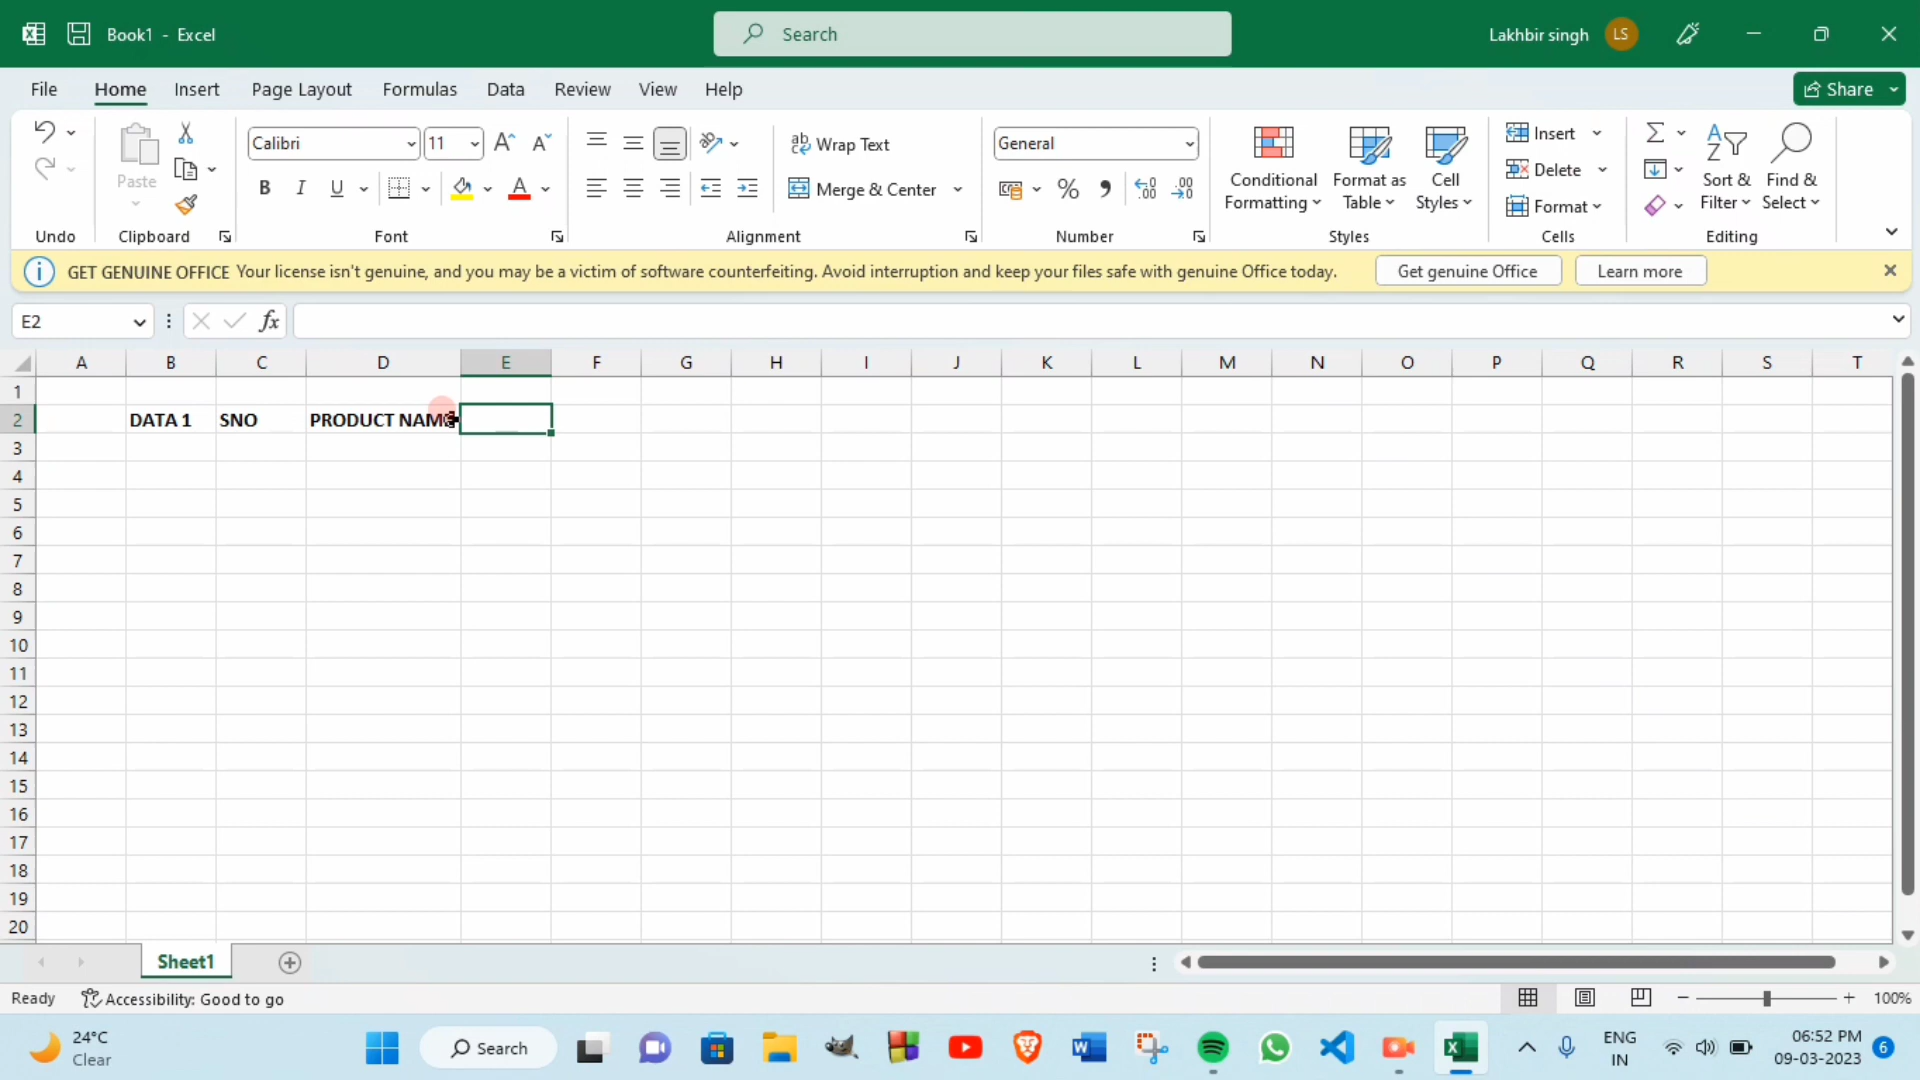 Book1 - Excel
Search
Lakhbir singh LS
File Home Insert Page Layout Formulas Data Review View Help
Share
Calibri 11
Wrap Text
General
Insert
Paste
Conditional Formatting
Format as Table
Cell Styles
Delete
Sort & Filter
Find & Select
B I U
Merge & Center
Format
Undo Clipboard Font Alignment Number Styles Cells Editing
GET GENUINE OFFICE Your license isn't genuine, and you may be a victim of software counterfeiting. Avoid interruption and keep your files safe with genuine Office today.
Get genuine Office
Learn more
E2 fx
A B C D E F G H I J K L M N O P Q R S T
1
2 DATA 1 SNO PRODUCT NAME
3
4
5
6
7
8
9
10
11
12
13
14
15
16
17
18
19
20
Sheet1
Ready Accessibility: Good to go 100%
24°C
Clear
Search
ENG
IN
06:52 PM
09-03-2023
6